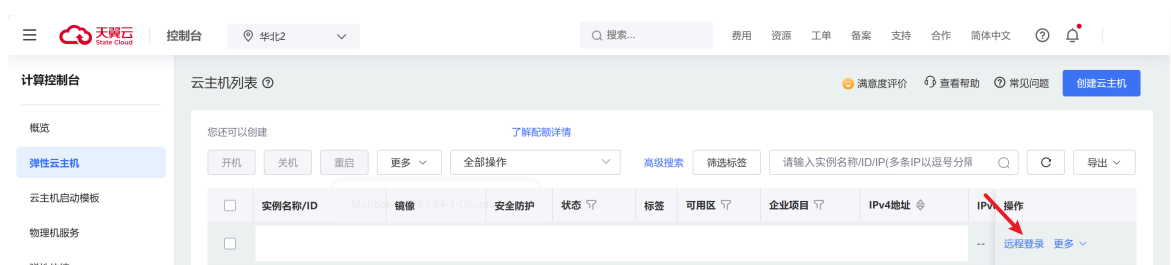 天翼云
State Cloud
控制台
华北2
搜索...
费用
资源
工单
备案
支持
合作
简体中文
计算控制台
云主机列表
满意度评价
查看帮助
常见问题
创建云主机
概览
您还可以创建
了解配额详情
弹性云主机
开机
关机
重启
更多
全部操作
高级搜索
筛选标签
请输入实例名称/ID/IP(多条IP以逗号分隔
导出
云主机启动模板
实例名称/ID
镜像
安全防护
状态
标签
可用区
企业项目
IPv4地址
操作
物理机服务
--
远程登录
更多